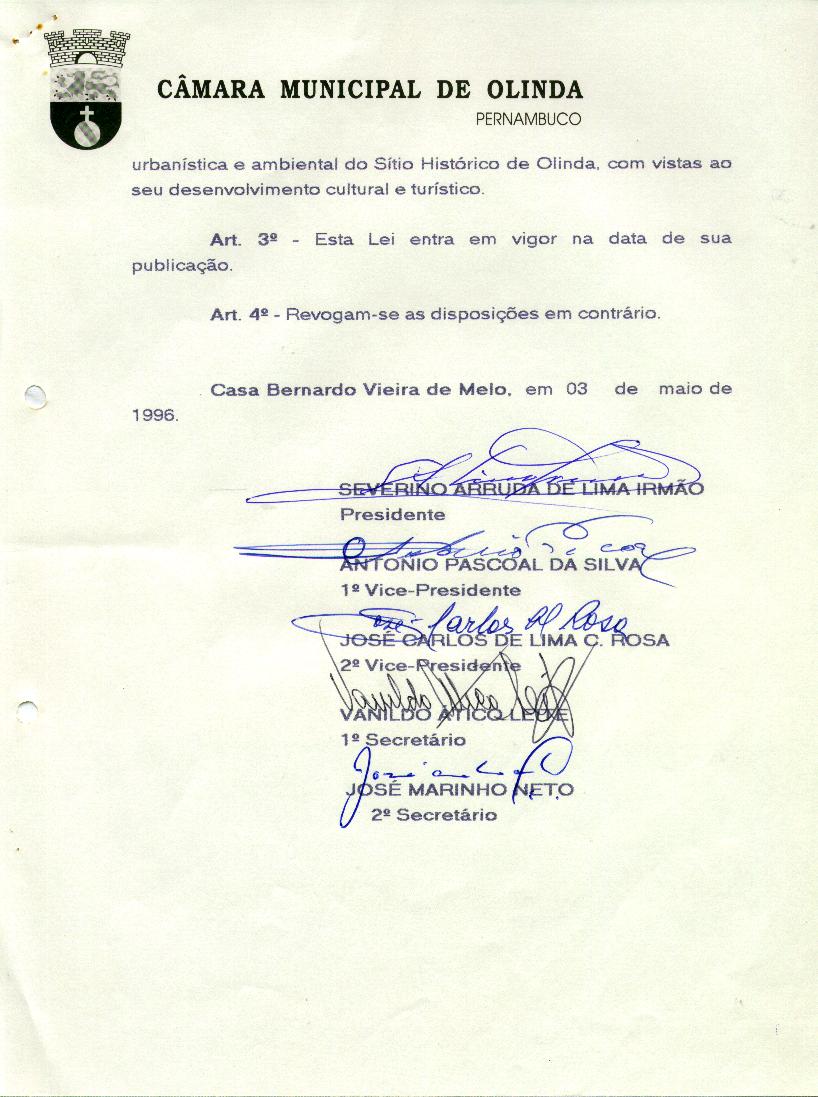 CÂMARA MUNICIPAL DE OLINDA
PERNAMBUCO
urbanística e ambiental do Sítio Histórico de Olinda, com vistas ao
seu desenvolvimento cultural e turístico.
Art. 3º - Esta Lei entra em vigor na data de sua
publicação.
Art. 4º - Revogam-se as disposições em contrário.
Casa Bernardo Vieira de Melo, em 03 de maio de
1996.
SEVERINO ARRUDA DE LIMA IRMÃO
Presidente
ANTONIO PASCOAL DA SILVA
1º Vice-Presidente
José Carlos de Rosa
JOSÉ CARLOS DE LIMA C. ROSA
2º Vice-Presidente
VANILDO ÁTICO LEITE
1º Secretário
JOSÉ MARINHO NETO
2º Secretário